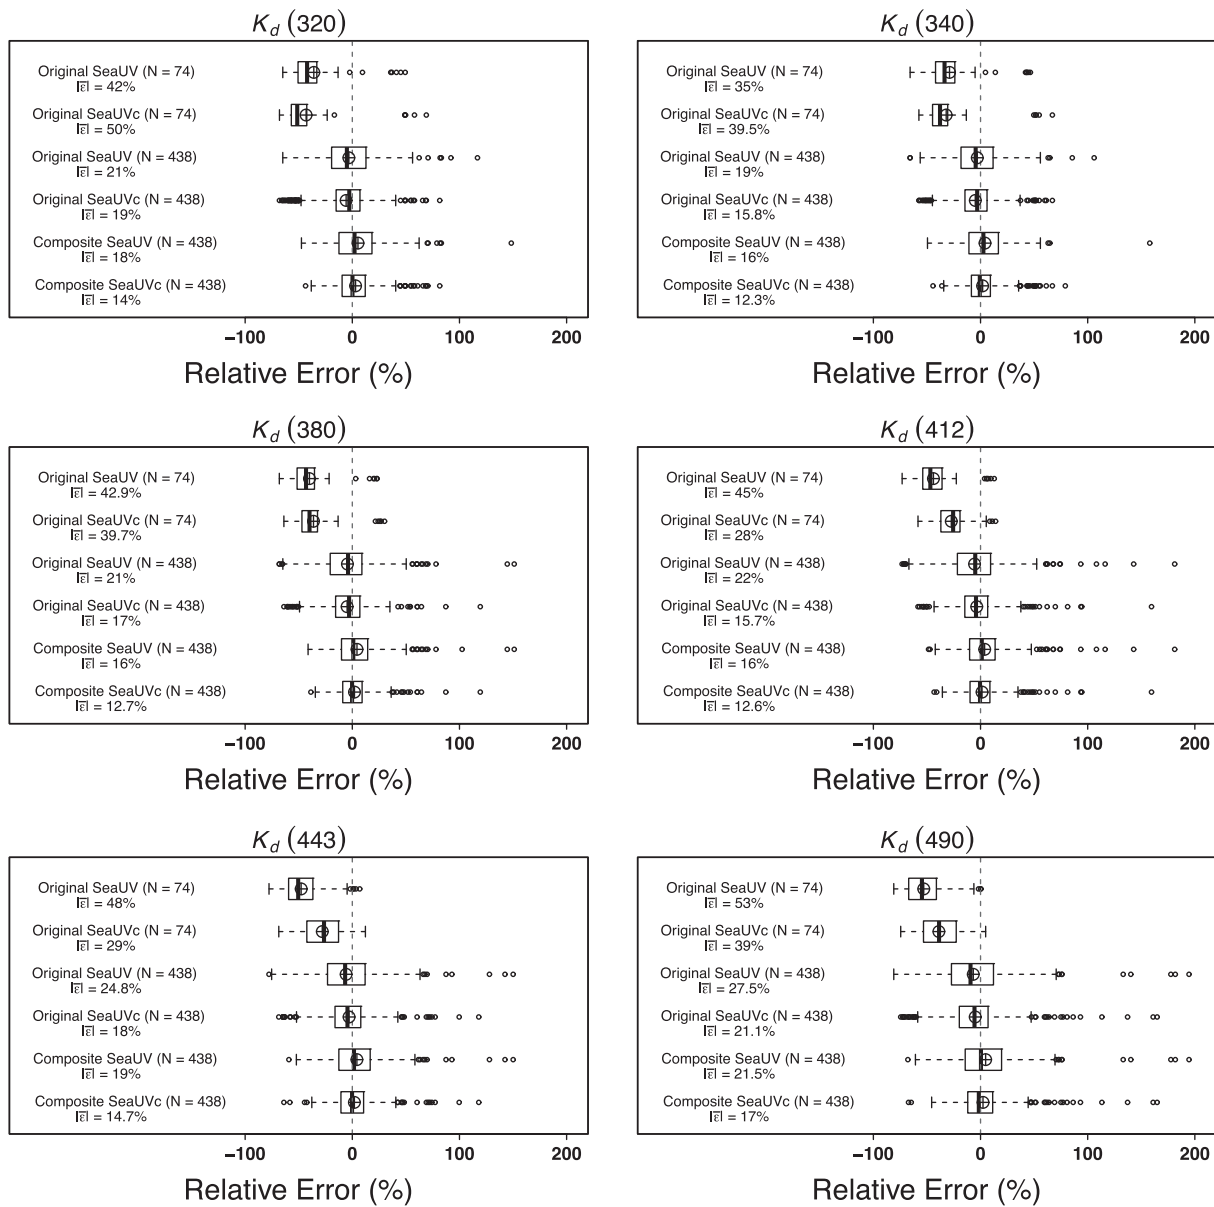 K_d (320)
Original SeaUV (N = 74)
|ε| = 42%
Original SeaUVc (N = 74)
|ε| = 50%
Original SeaUV (N = 438)
|ε| = 21%
Original SeaUVc (N = 438)
|ε| = 19%
Composite SeaUV (N = 438)
|ε| = 18%
Composite SeaUVc (N = 438)
|ε| = 14%
−100 0 100 200
Relative Error (%)
K_d (340)
Original SeaUV (N = 74)
|ε| = 35%
Original SeaUVc (N = 74)
|ε| = 39.5%
Original SeaUV (N = 438)
|ε| = 19%
Original SeaUVc (N = 438)
|ε| = 15.8%
Composite SeaUV (N = 438)
|ε| = 16%
Composite SeaUVc (N = 438)
|ε| = 12.3%
−100 0 100 200
Relative Error (%)
K_d (380)
Original SeaUV (N = 74)
|ε| = 42.9%
Original SeaUVc (N = 74)
|ε| = 39.7%
Original SeaUV (N = 438)
|ε| = 21%
Original SeaUVc (N = 438)
|ε| = 17%
Composite SeaUV (N = 438)
|ε| = 16%
Composite SeaUVc (N = 438)
|ε| = 12.7%
−100 0 100 200
Relative Error (%)
K_d (412)
Original SeaUV (N = 74)
|ε| = 45%
Original SeaUVc (N = 74)
|ε| = 28%
Original SeaUV (N = 438)
|ε| = 22%
Original SeaUVc (N = 438)
|ε| = 15.7%
Composite SeaUV (N = 438)
|ε| = 16%
Composite SeaUVc (N = 438)
|ε| = 12.6%
−100 0 100 200
Relative Error (%)
K_d (443)
Original SeaUV (N = 74)
|ε| = 48%
Original SeaUVc (N = 74)
|ε| = 29%
Original SeaUV (N = 438)
|ε| = 24.8%
Original SeaUVc (N = 438)
|ε| = 18%
Composite SeaUV (N = 438)
|ε| = 19%
Composite SeaUVc (N = 438)
|ε| = 14.7%
−100 0 100 200
Relative Error (%)
K_d (490)
Original SeaUV (N = 74)
|ε| = 53%
Original SeaUVc (N = 74)
|ε| = 39%
Original SeaUV (N = 438)
|ε| = 27.5%
Original SeaUVc (N = 438)
|ε| = 21.1%
Composite SeaUV (N = 438)
|ε| = 21.5%
Composite SeaUVc (N = 438)
|ε| = 17%
−100 0 100 200
Relative Error (%)